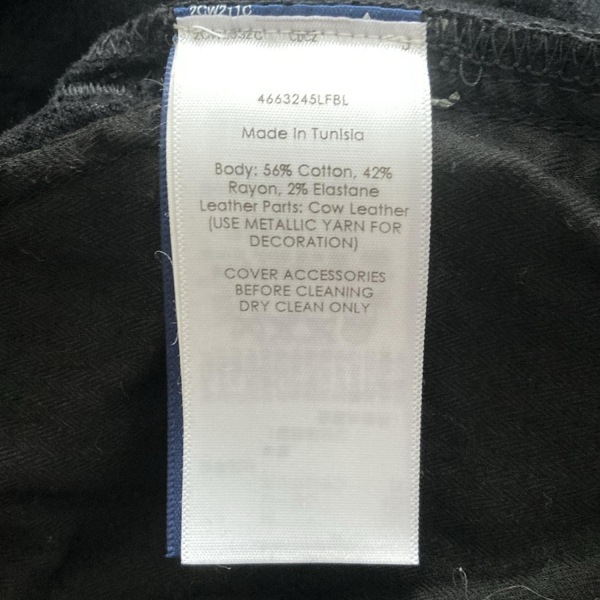 2CW211C
4663245LFBL
Made In Tunisia
Body: 56% Cotton, 42%
Rayon, 2% Elastane
Leather Parts: Cow Leather
(USE METALLIC YARN FOR
DECORATION)
COVER ACCESSORIES
BEFORE CLEANING
DRY CLEAN ONLY